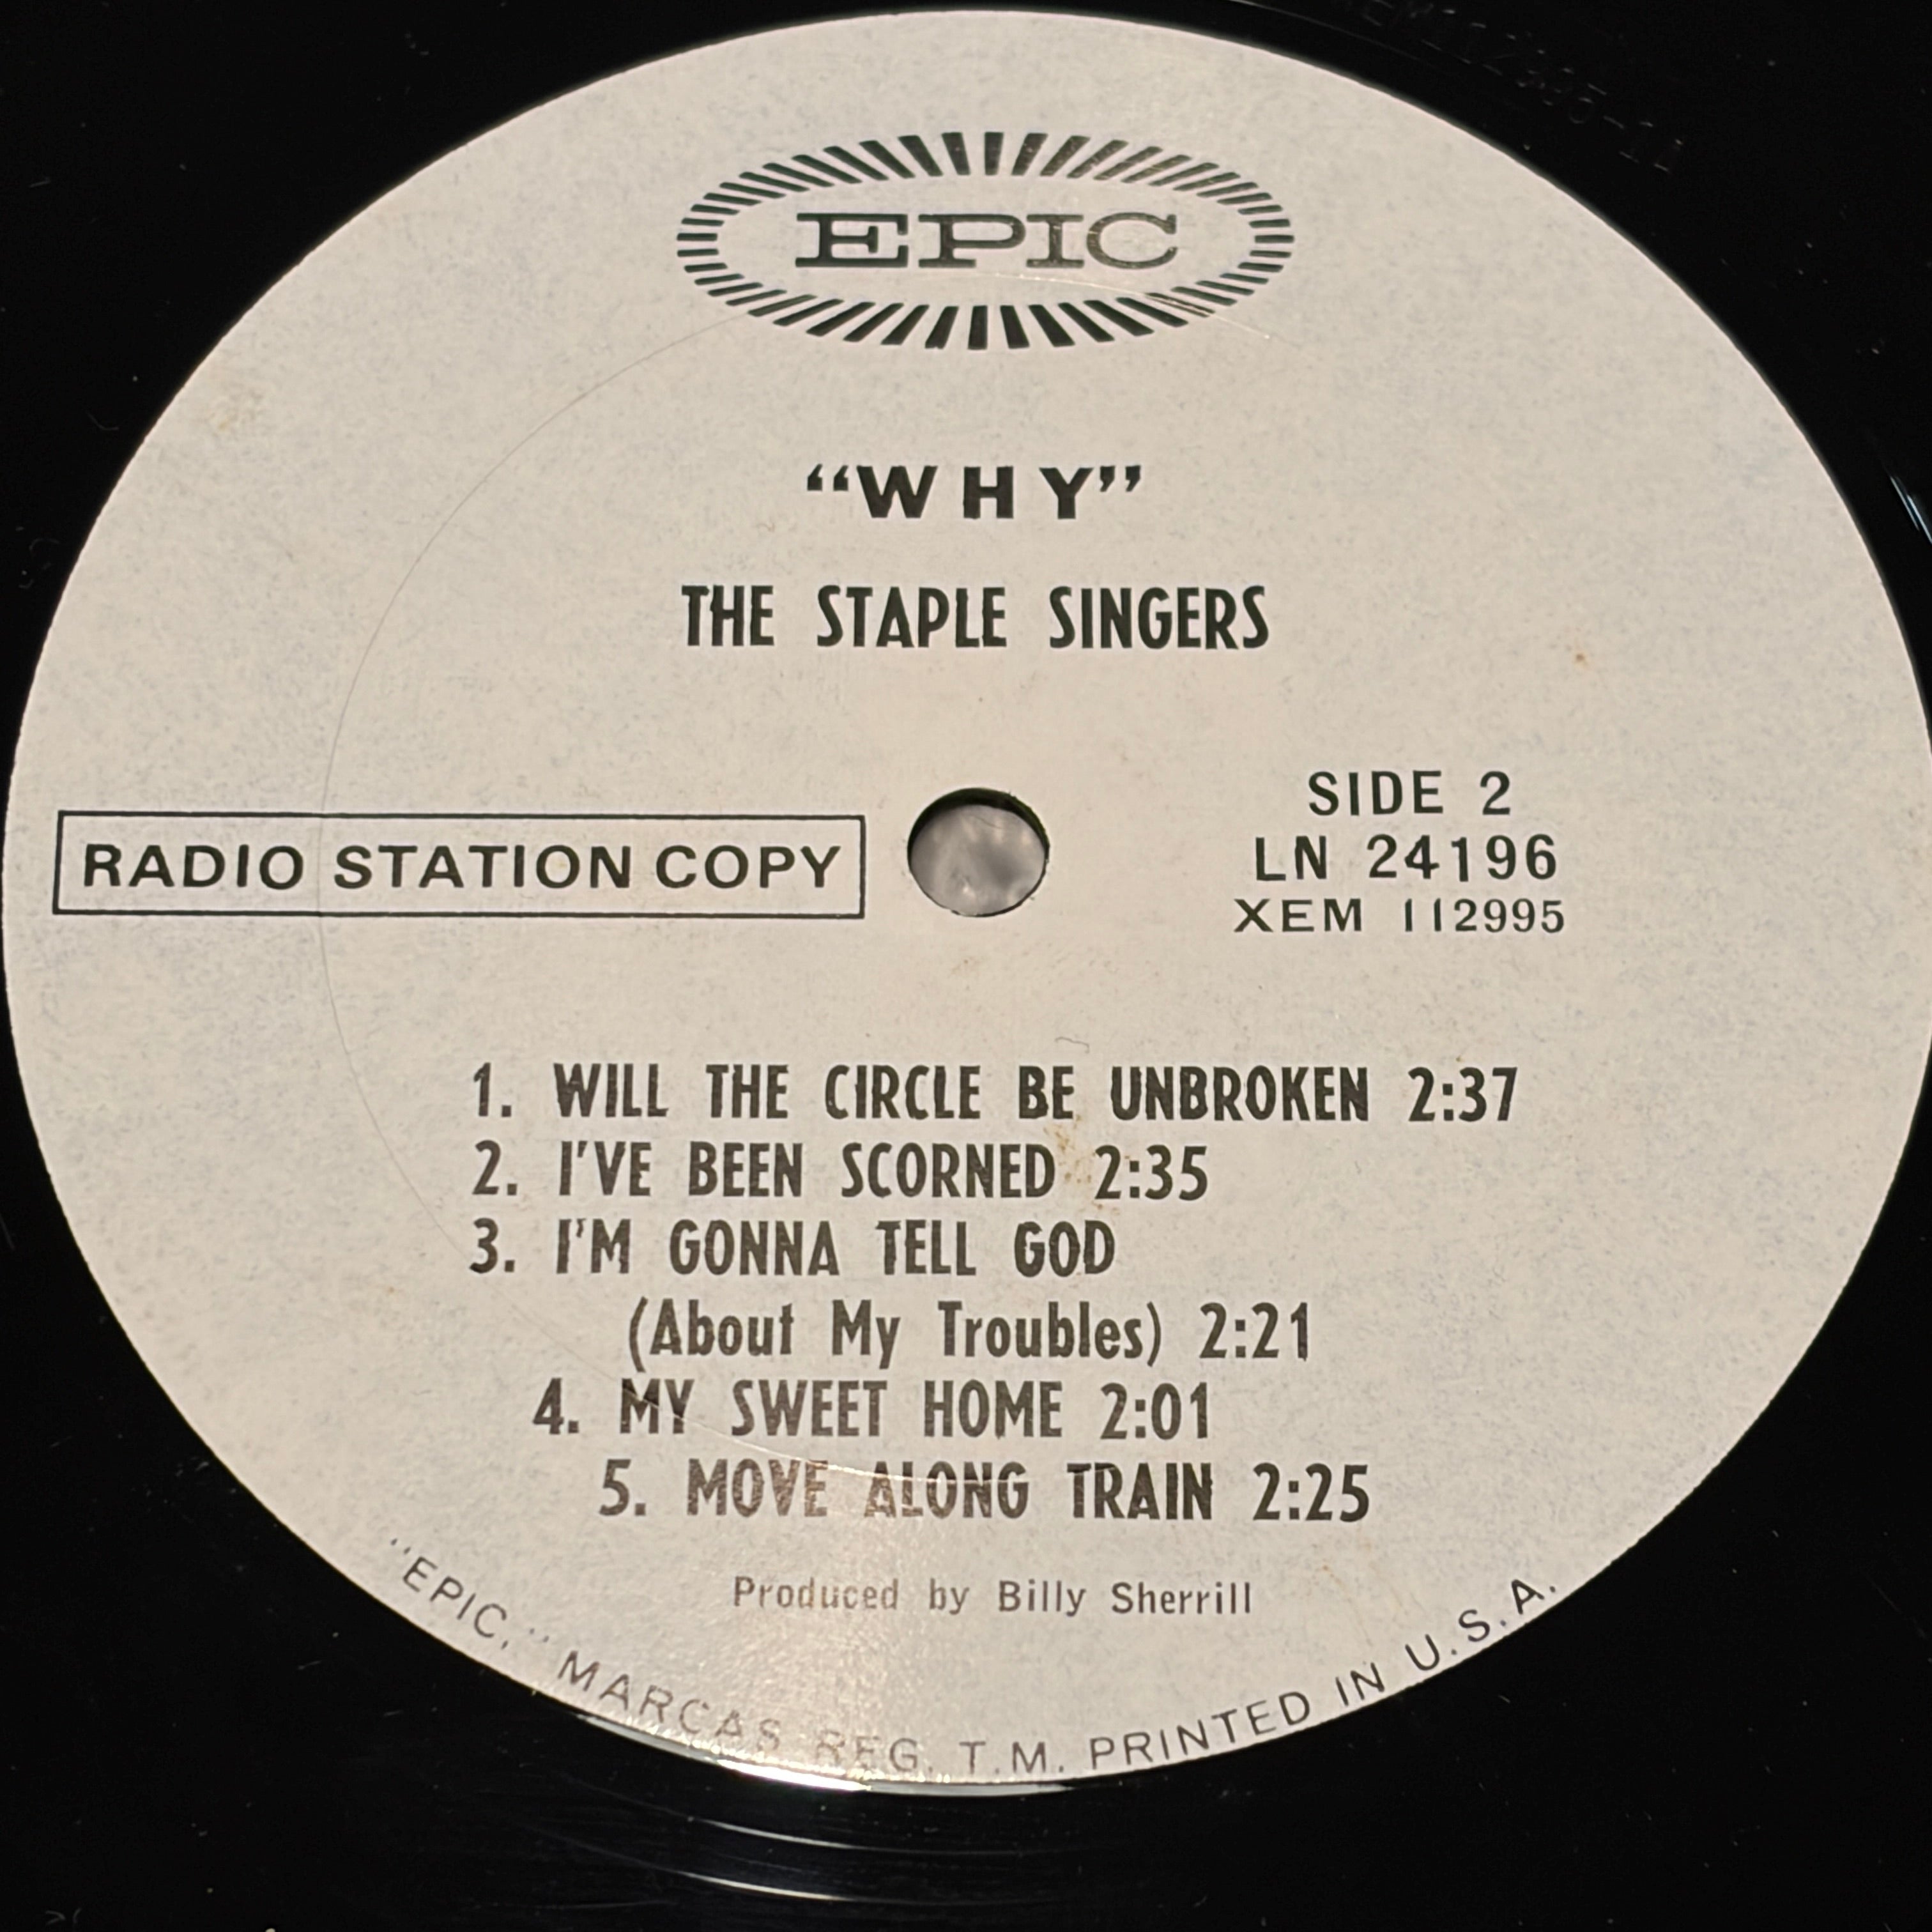 EPIC
“WHY”
THE STAPLE SINGERS
RADIO STATION COPY
SIDE 2
LN 24196
XEM 112995
1. WILL THE CIRCLE BE UNBROKEN 2:37
2. I'VE BEEN SCORNED 2:35
3. I'M GONNA TELL GOD
(About My Troubles) 2:21
4. MY SWEET HOME 2:01
5. MOVE ALONG TRAIN 2:25
Produced by Billy Sherrill
"EPIC," MARCAS REG. T.M. PRINTED IN U.S.A.